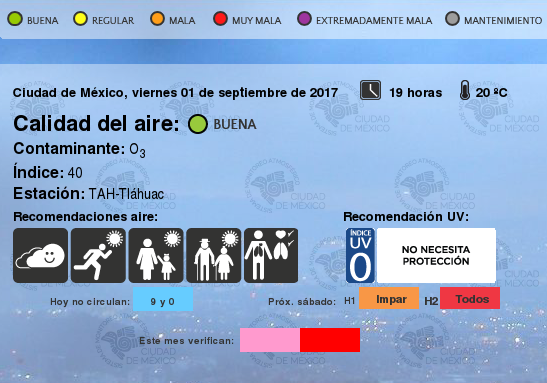 BUENA REGULAR MALA MUY MALA EXTREMADAMENTE MALA MANTENIMIENTO
Ciudad de México, viernes 01 de septiembre de 2017 19 horas 20 ºC
Calidad del aire: BUENA
Contaminante: O3
Índice: 40
Estación: TAH-Tláhuac
Recomendaciones aire: Recomendación UV:
ÍNDICE
UV
0
NO NECESITA
PROTECCIÓN
Hoy no circulan: 9 y 0 Próx. sábado: H1 Impar H2 Todos
Este mes verifican:
CIUDAD
DE MÉXICO